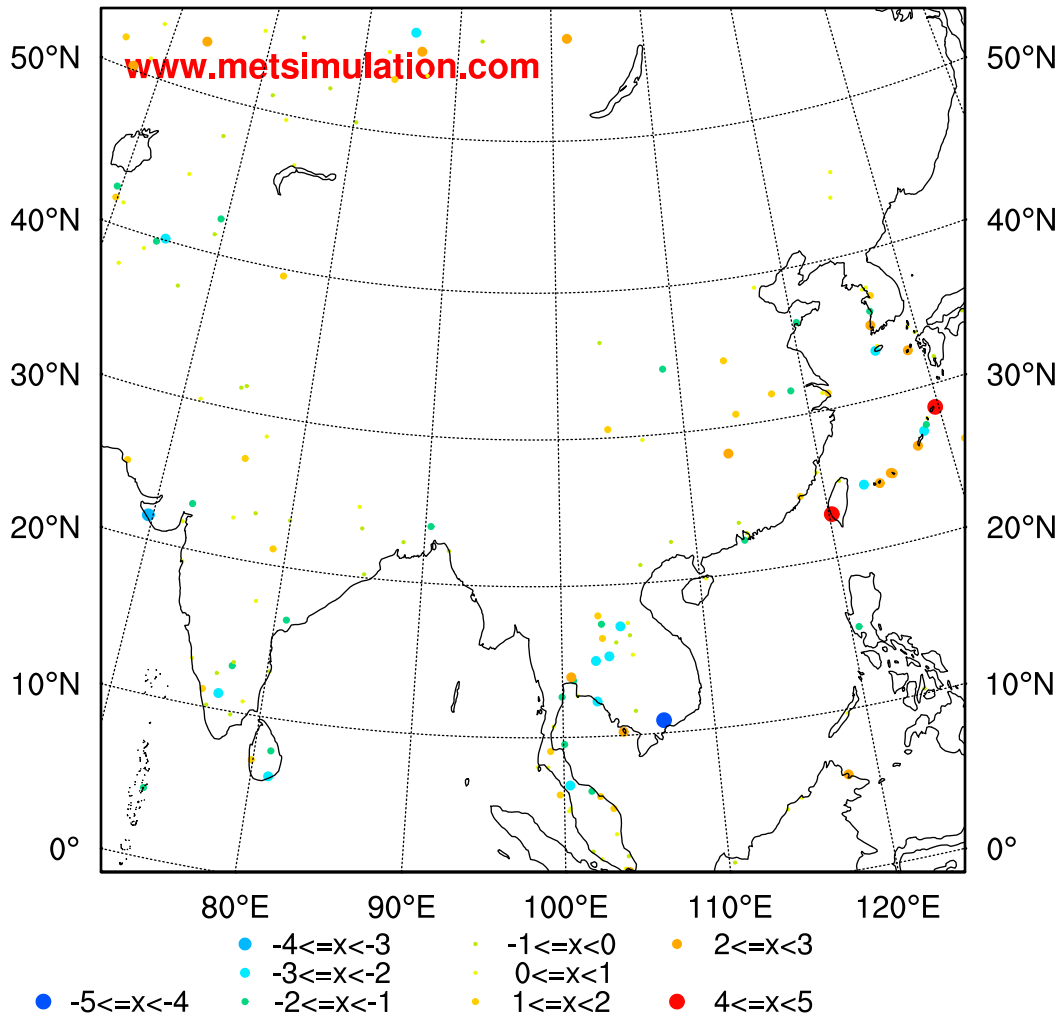 www.metsimulation.com
50°N 50°N
40°N 40°N
30°N 30°N
20°N 20°N
10°N 10°N
0° 0°
80°E 90°E 100°E 110°E 120°E
-4<=x<-3 -1<=x<0 2<=x<3
-3<=x<-2 0<=x<1
-5<=x<-4 -2<=x<-1 1<=x<2 4<=x<5